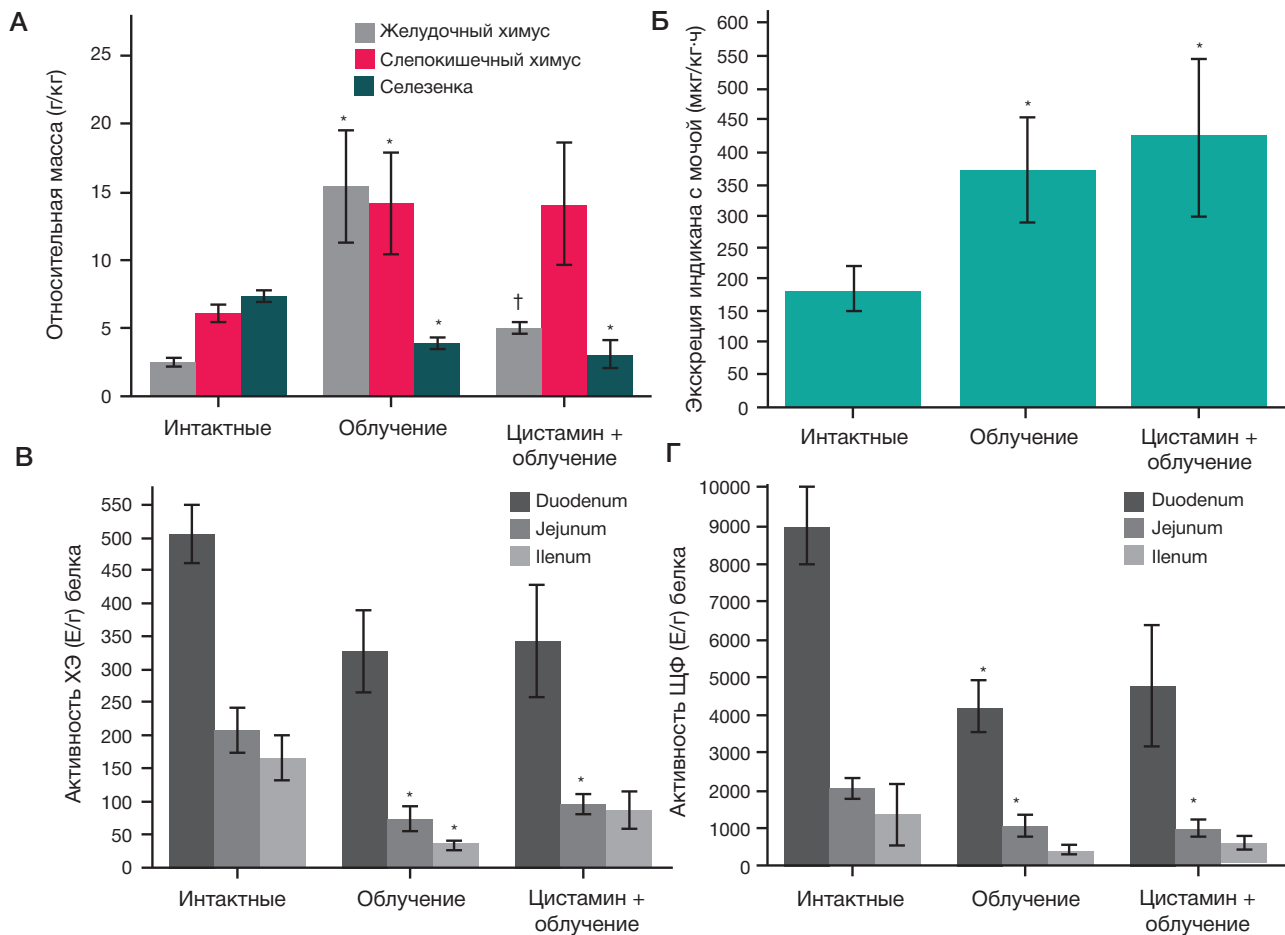 А
Относительная масса (г/кг)
25
20
15
10
5
0
Желудочный химус
Слепокишечный химус
Селезенка
*
*
*
†
*
Интактные
Облучение
Цистамин +
облучение
Б
Экскреция индикана с мочой (мкг/кг·ч)
600
550
500
450
400
350
300
250
200
150
100
50
0
*
*
Интактные
Облучение
Цистамин +
облучение
В
Активность ХЭ (Е/г) белка
550
500
450
400
350
300
250
200
150
100
50
0
Duodenum
Jejunum
Ilenum
*
*
*
Интактные
Облучение
Цистамин +
облучение
Г
Активность ЩФ (Е/г) белка
10000
9000
8000
7000
6000
5000
4000
3000
2000
1000
0
Duodenum
Jejunum
Ilenum
*
*
*
Интактные
Облучение
Цистамин +
облучение